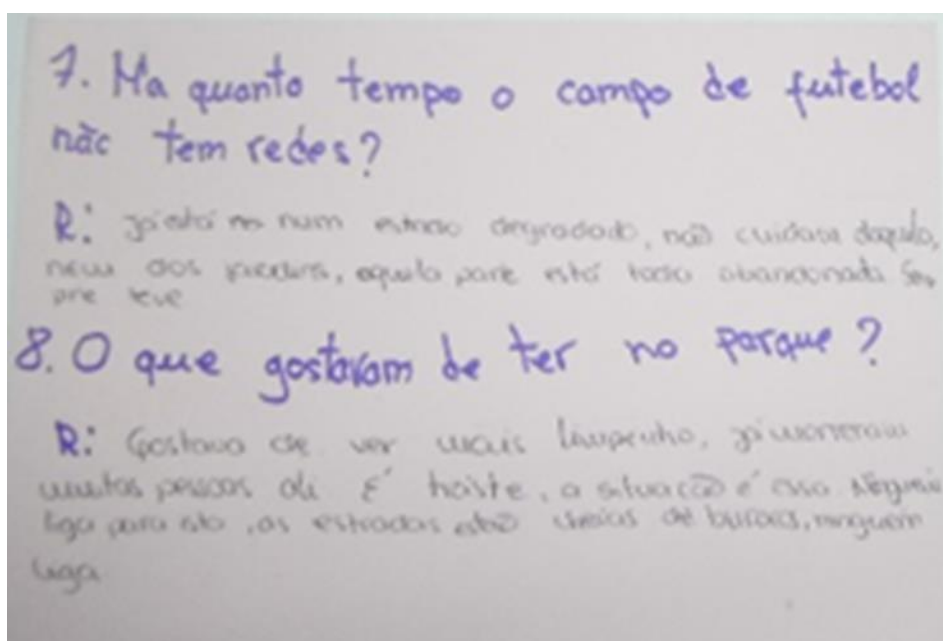 7. Ha quanto tempo o campo de futebol
não tem redes?
R: já está num estado degradado, não cuidam daquilo,
nem dos jardins, aquela parte está toda abandonada Sem
pre teve
8. O que gostavam de ter no parque?
R: Gostava de ver mais limpinho, já morreram
muitas pessoas ali É triste, a situação é essa Ninguém
liga para isto, as estradas estão cheias de buracos, ninguém
liga